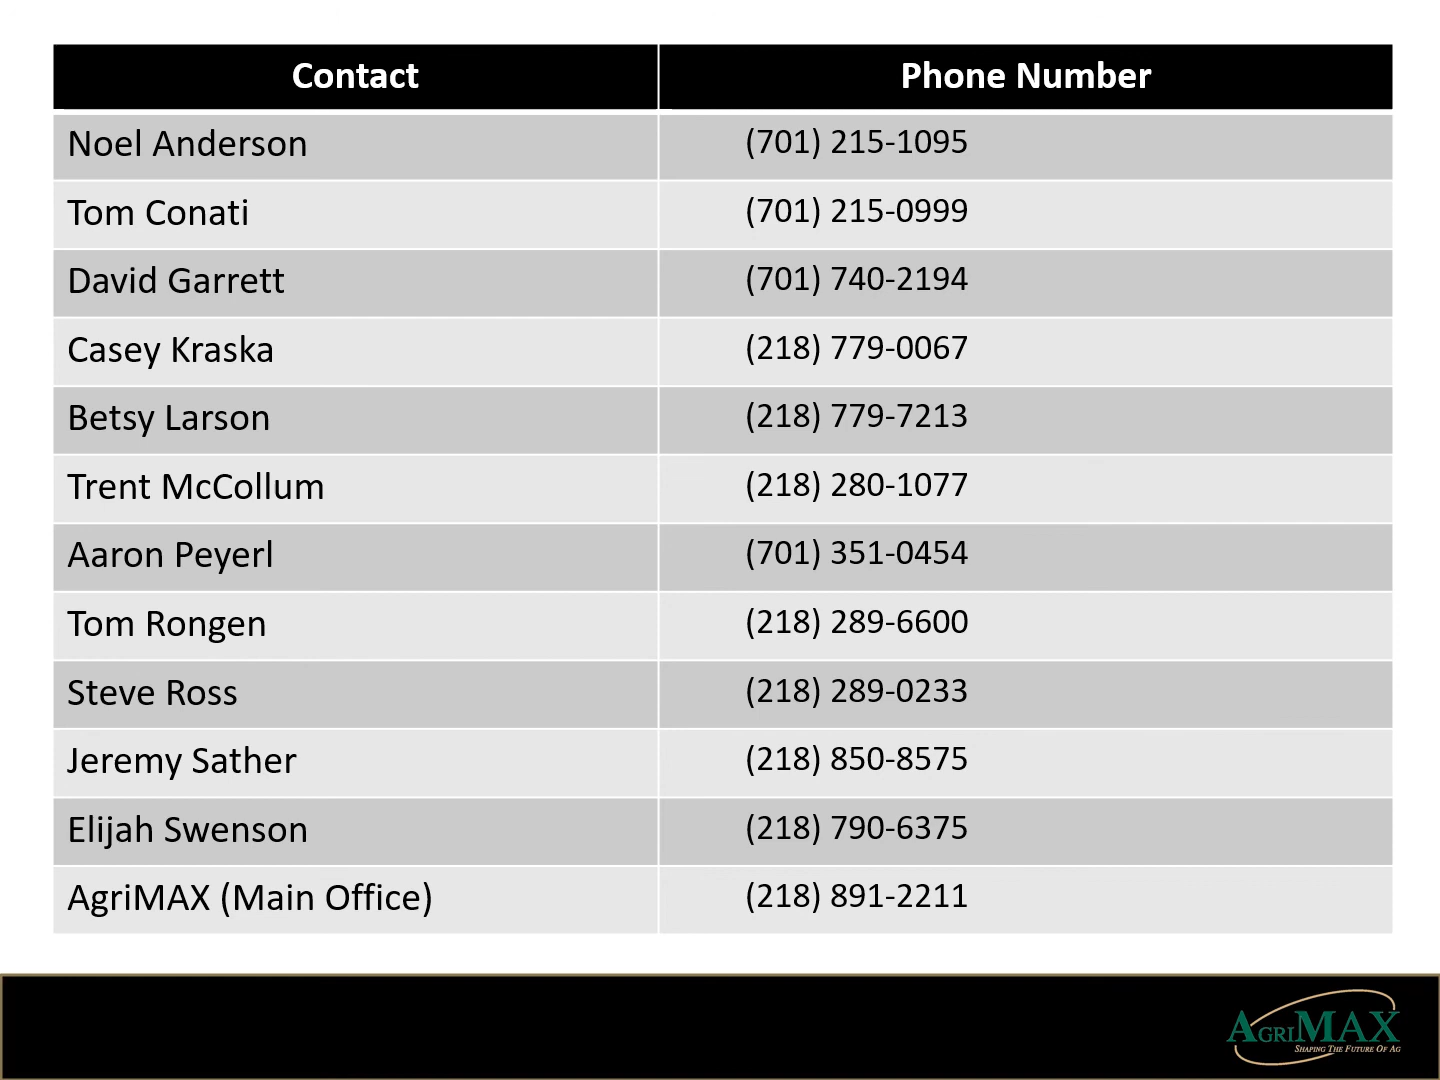 Contact Phone Number
Noel Anderson (701) 215-1095
Tom Conati (701) 215-0999
David Garrett (701) 740-2194
Casey Kraska (218) 779-0067
Betsy Larson (218) 779-7213
Trent McCollum (218) 280-1077
Aaron Peyerl (701) 351-0454
Tom Rongen (218) 289-6600
Steve Ross (218) 289-0233
Jeremy Sather (218) 850-8575
Elijah Swenson (218) 790-6375
AgriMAX (Main Office) (218) 891-2211
AGRIMAX
SHAPING THE FUTURE OF AG